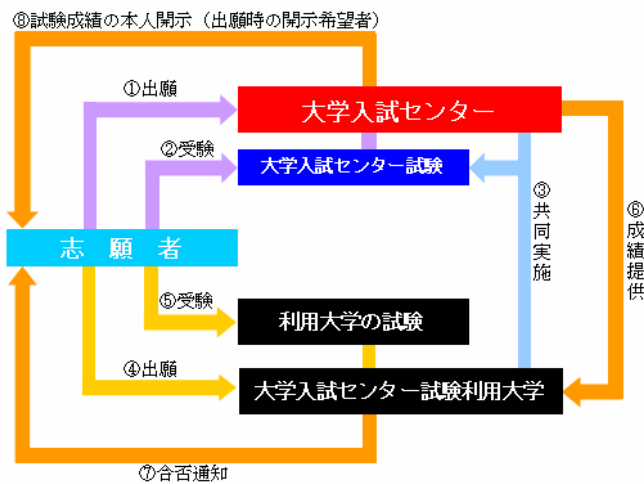 ⑧試験成績の本人開示（出願時の開示希望者）
①出願
大学入試センター
②受験
大学入試センター試験
③共同実施
⑥成績提供
志願者
⑤受験
利用大学の試験
④出願
大学入試センター試験利用大学
⑦合否通知